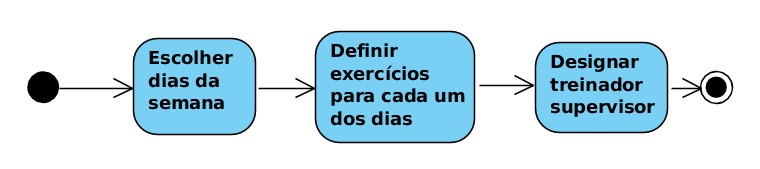 Escolher
dias da
semana
Definir
exercícios
para cada um
dos dias
Designar
treinador
supervisor